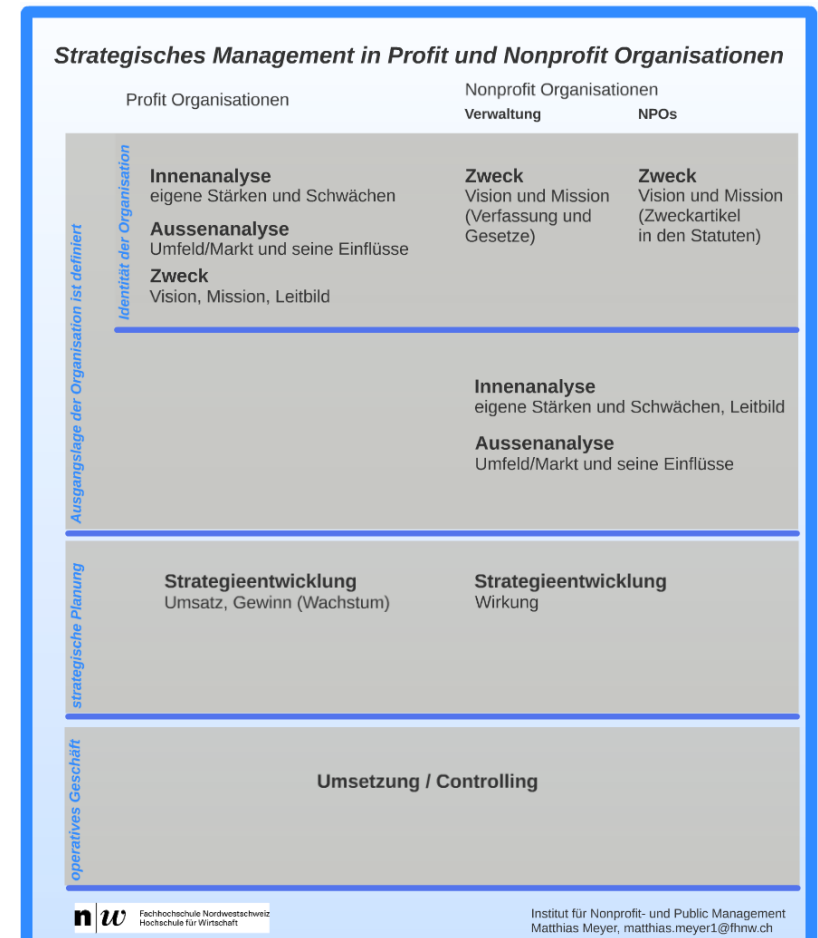 Strategisches Management in Profit und Nonprofit Organisationen
Profit Organisationen
Nonprofit Organisationen
Verwaltung
NPOs
Ausgangslage der Organisation ist definiert
Identität der Organisation
Innenanalyse
eigene Stärken und Schwächen
Aussenanalyse
Umfeld/Markt und seine Einflüsse
Zweck
Vision, Mission, Leitbild
Zweck
Vision und Mission
(Verfassung und
Gesetze)
Zweck
Vision und Mission
(Zweckartikel
in den Statuten)
Innenanalyse
eigene Stärken und Schwächen, Leitbild
Aussenanalyse
Umfeld/Markt und seine Einflüsse
strategische Planung
Strategieentwicklung
Umsatz, Gewinn (Wachstum)
Strategieentwicklung
Wirkung
operatives Geschäft
Umsetzung / Controlling
n w
Fachhochschule Nordwestschweiz
Hochschule für Wirtschaft
Institut für Nonprofit- und Public Management
Matthias Meyer, matthias.meyer1@fhnw.ch